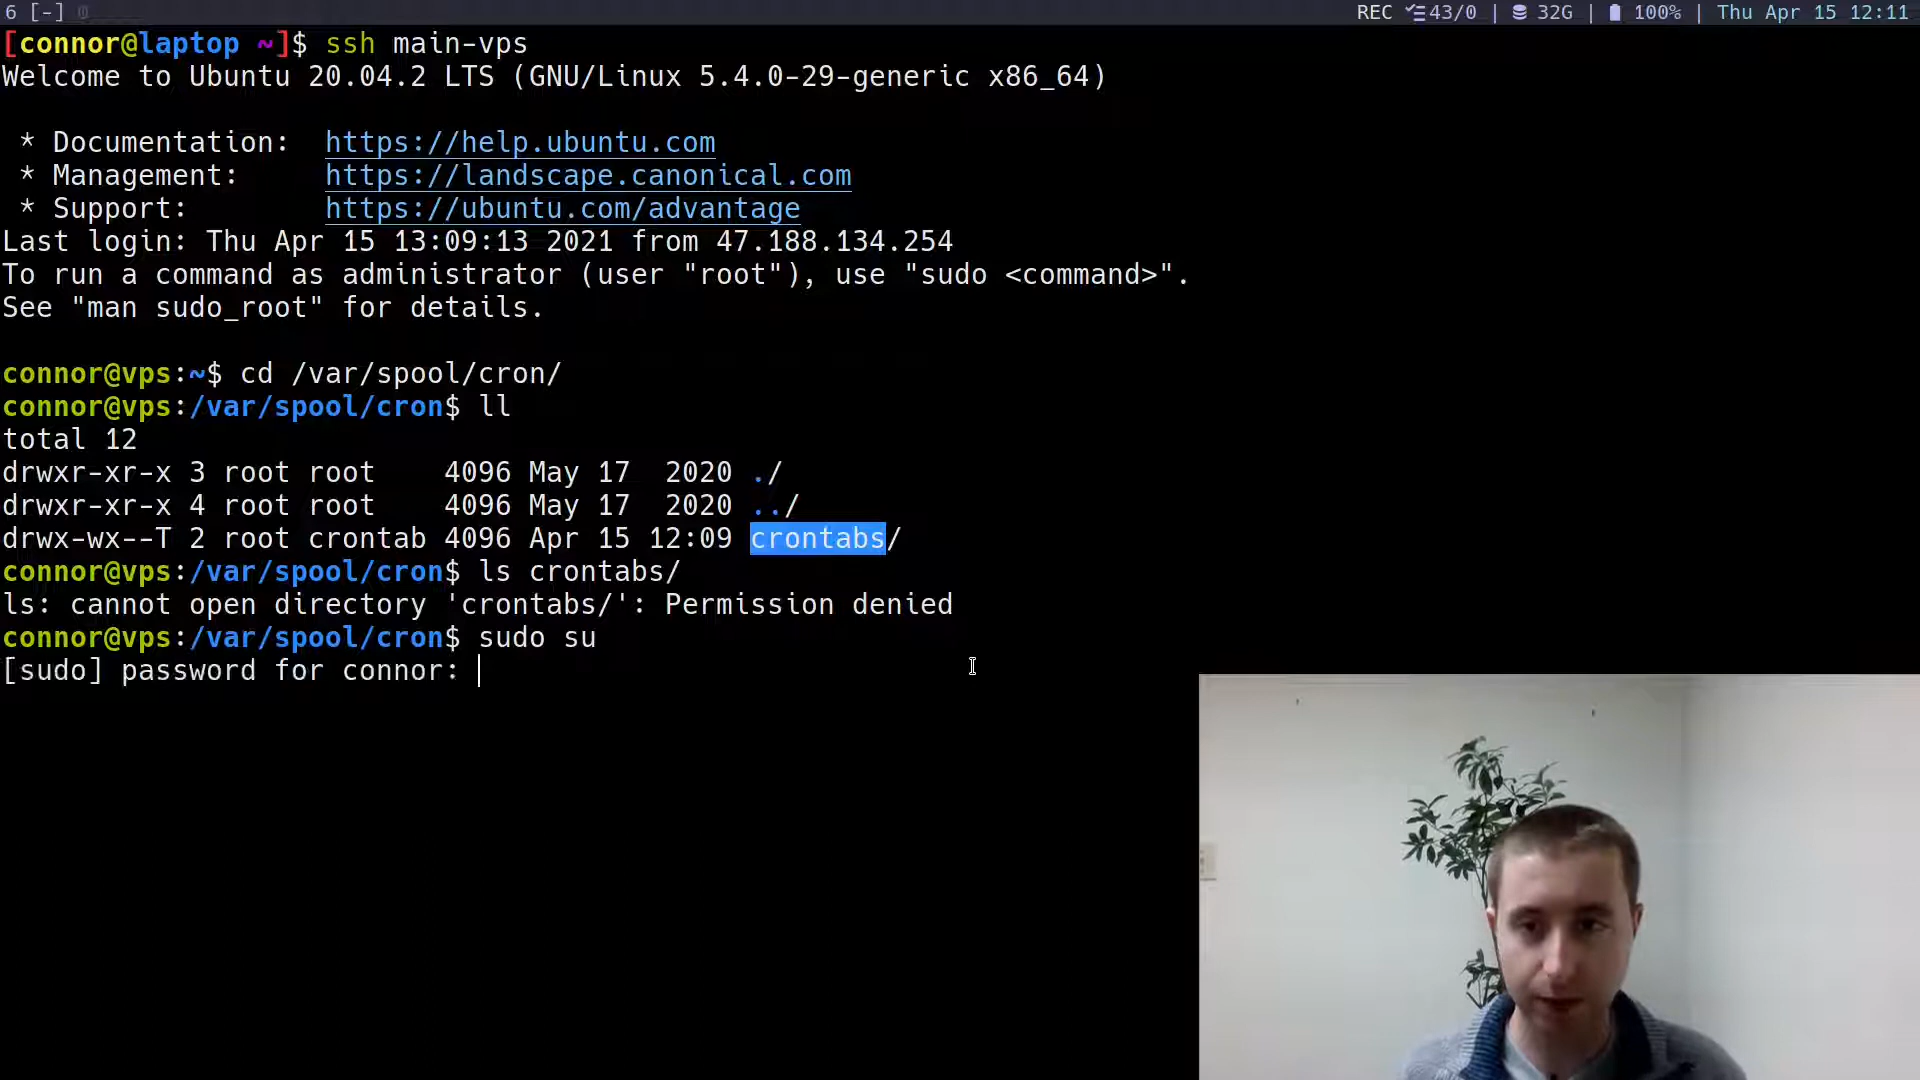 6 [-]
REC 43/0 | 32G | 100% | Thu Apr 15 12:11
[connor@laptop ~]$ ssh main-vps
Welcome to Ubuntu 20.04.2 LTS (GNU/Linux 5.4.0-29-generic x86_64)
* Documentation:  https://help.ubuntu.com
* Management:     https://landscape.canonical.com
* Support:        https://ubuntu.com/advantage
Last login: Thu Apr 15 13:09:13 2021 from 47.188.134.254
To run a command as administrator (user "root"), use "sudo <command>".
See "man sudo_root" for details.
connor@vps:~$ cd /var/spool/cron/
connor@vps:/var/spool/cron$ ll
total 12
drwxr-xr-x 3 root root    4096 May 17  2020 ./
drwxr-xr-x 4 root root    4096 May 17  2020 ../
drwx-wx--T 2 root crontab 4096 Apr 15 12:09 crontabs/
connor@vps:/var/spool/cron$ ls crontabs/
ls: cannot open directory 'crontabs/': Permission denied
connor@vps:/var/spool/cron$ sudo su
[sudo] password for connor: